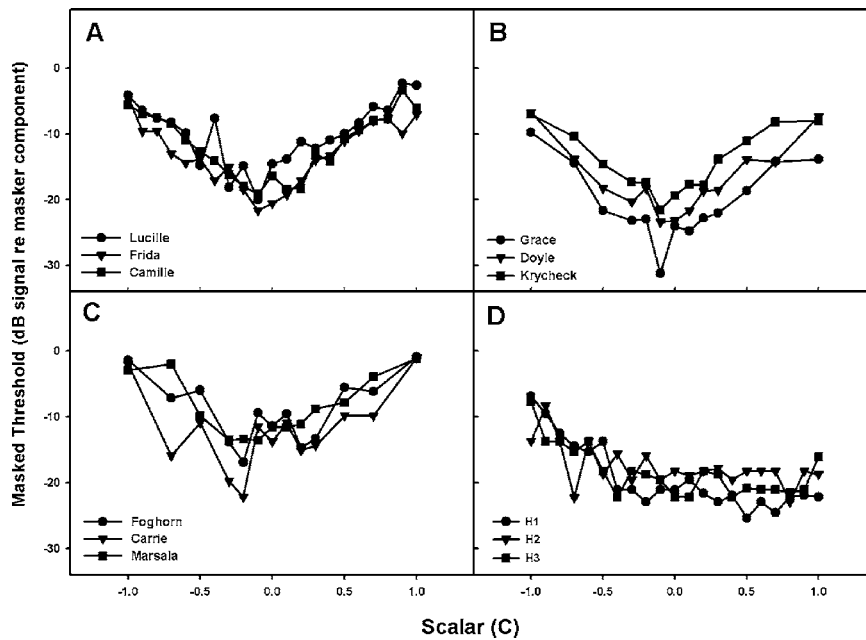 A
B
0
-10
-20
-30
Lucille
Frida
Camille
Grace
Doyle
Krycheck
C
D
0
-10
-20
-30
Foghorn
Carrie
Marsala
H1
H2
H3
-1.0 -0.5 0.0 0.5 1.0
-1.0 -0.5 0.0 0.5 1.0
Masked Threshold (dB signal re masker component)
Scalar (C)